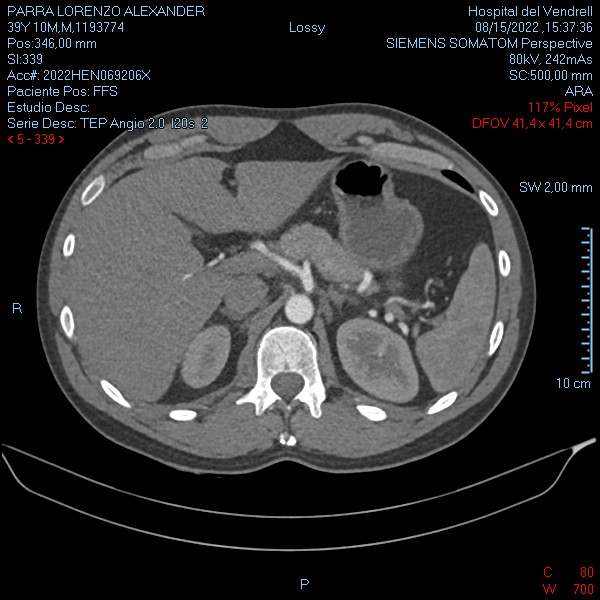 PARRA LORENZO ALEXANDER
39Y 10M,M,1193774
Pos:346,00 mm
SI:339
Acc#: 2022HEN069206X
Paciente Pos: FFS
Estudio Desc:
Serie Desc: TEP Angio 2.0 I20s 2
< 5 - 339 >
Lossy
Hospital del Vendrell
08/15/2022 ,15:37:36
SIEMENS SOMATOM Perspective
80kV, 242mAs
SC:500,00 mm
ARA
117% Pixel
DFOV 41,4 x 41,4 cm
SW 2,00 mm
R
10 cm
P
C 80
W 700